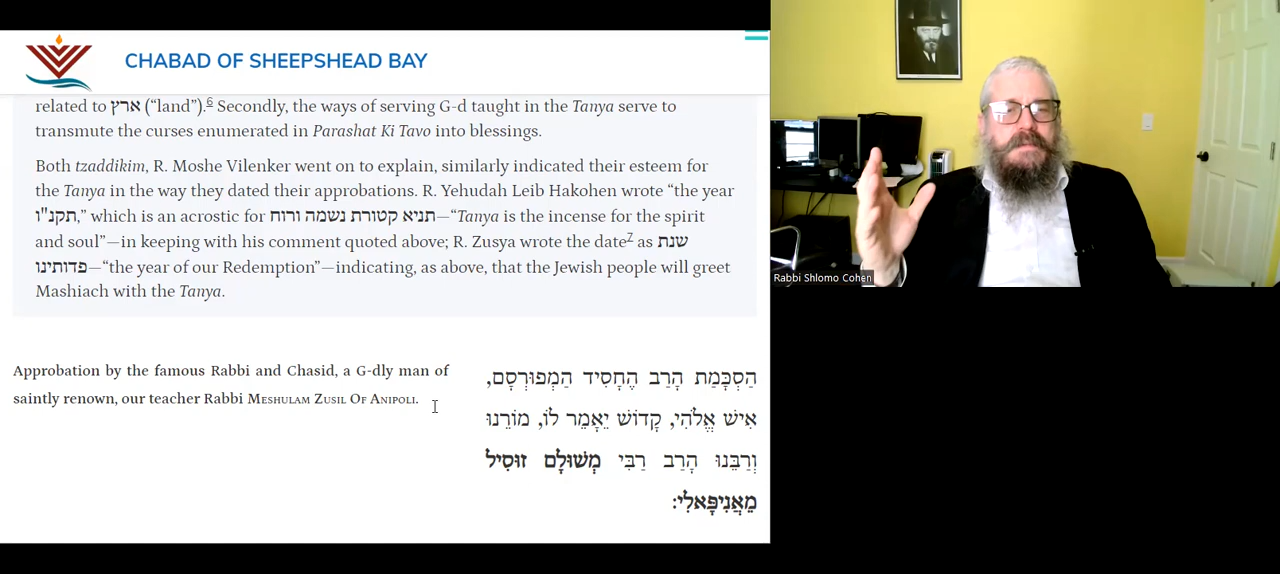 CHABAD OF SHEEPSHEAD BAY
related to ארץ (“land”).6 Secondly, the ways of serving G-d taught in the Tanya serve to
transmute the curses enumerated in Parashat Ki Tavo into blessings.
Both tzaddikim, R. Moshe Vilenker went on to explain, similarly indicated their esteem for
the Tanya in the way they dated their approbations. R. Yehudah Leib Hakohen wrote “the year
תקנ"ו,” which is an acrostic for תניא קטורת נשמה ורוח—“Tanya is the incense for the spirit
and soul”—in keeping with his comment quoted above; R. Zusya wrote the date7 as שנת
פדותינו—“the year of our Redemption”—indicating, as above, that the Jewish people will greet
Mashiach with the Tanya.
Approbation by the famous Rabbi and Chasid, a G-dly man of
saintly renown, our teacher Rabbi Meshulam Zusil Of Anipoli.
הַסְכָּמַת הָרַב הֶחָסִיד הַמְפוּרְסָם,
אִישׁ אֱלֹהִי, קָדוֹשׁ יֵאָמֵר לוֹ, מוֹרֵנוּ
וְרַבֵּנוּ הָרַב רַבִּי מְשׁוּלָּם זוּסִיל
מֵאֲנִיפָּאלִי:
Rabbi Shlomo Cohen